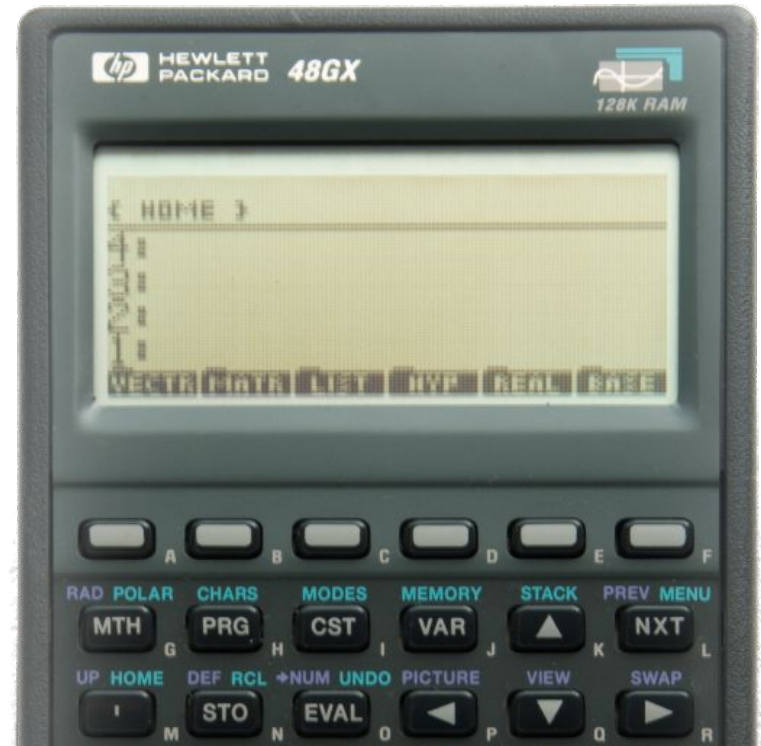 hp HEWLETT PACKARD 48GX
128K RAM
{ HOME }
4:
3:
2:
1:
VECTR MATR LIST HYP REAL BASE
A B C D E F
RAD POLAR CHARS MODES MEMORY STACK PREV MENU
MTH G PRG H CST I VAR J ▲ K NXT L
UP HOME DEF RCL →NUM UNDO PICTURE VIEW SWAP
' M STO N EVAL O ◀ P ▼ Q ▶ R